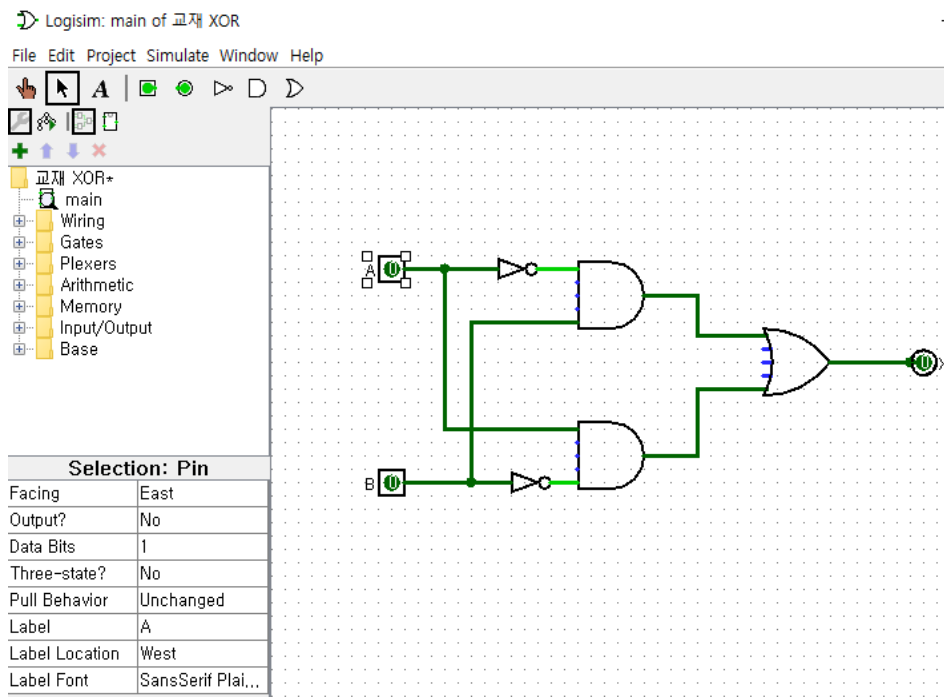 Logisim: main of 교재 XOR
File Edit Project Simulate Window Help
A
교재 XOR*
main
Wiring
Gates
Plexers
Arithmetic
Memory
Input/Output
Base
A
B
Selection: Pin
Facing East
Output? No
Data Bits 1
Three-state? No
Pull Behavior Unchanged
Label A
Label Location West
Label Font SansSerif Plai...